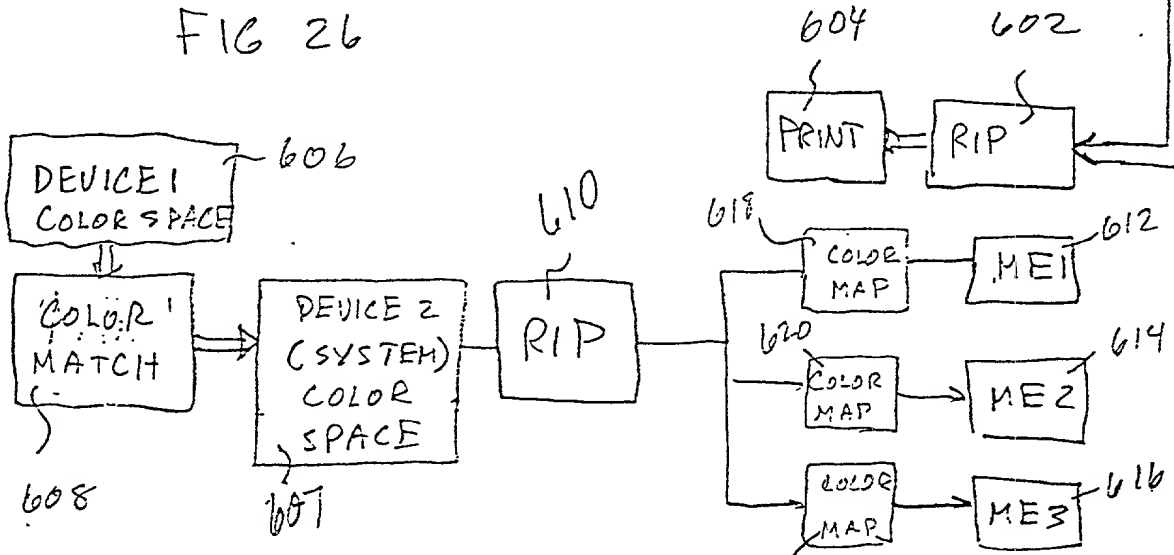 FIG 26
604
602
PRINT
RIP
DEVICE 1
COLOR SPACE
606
610
618
COLOR
MAP
ME1
612
COLOR
MATCH
DEVICE 2
(SYSTEM)
COLOR
SPACE
RIP
620
COLOR
MAP
ME2
614
608
607
COLOR
MAP
ME3
616